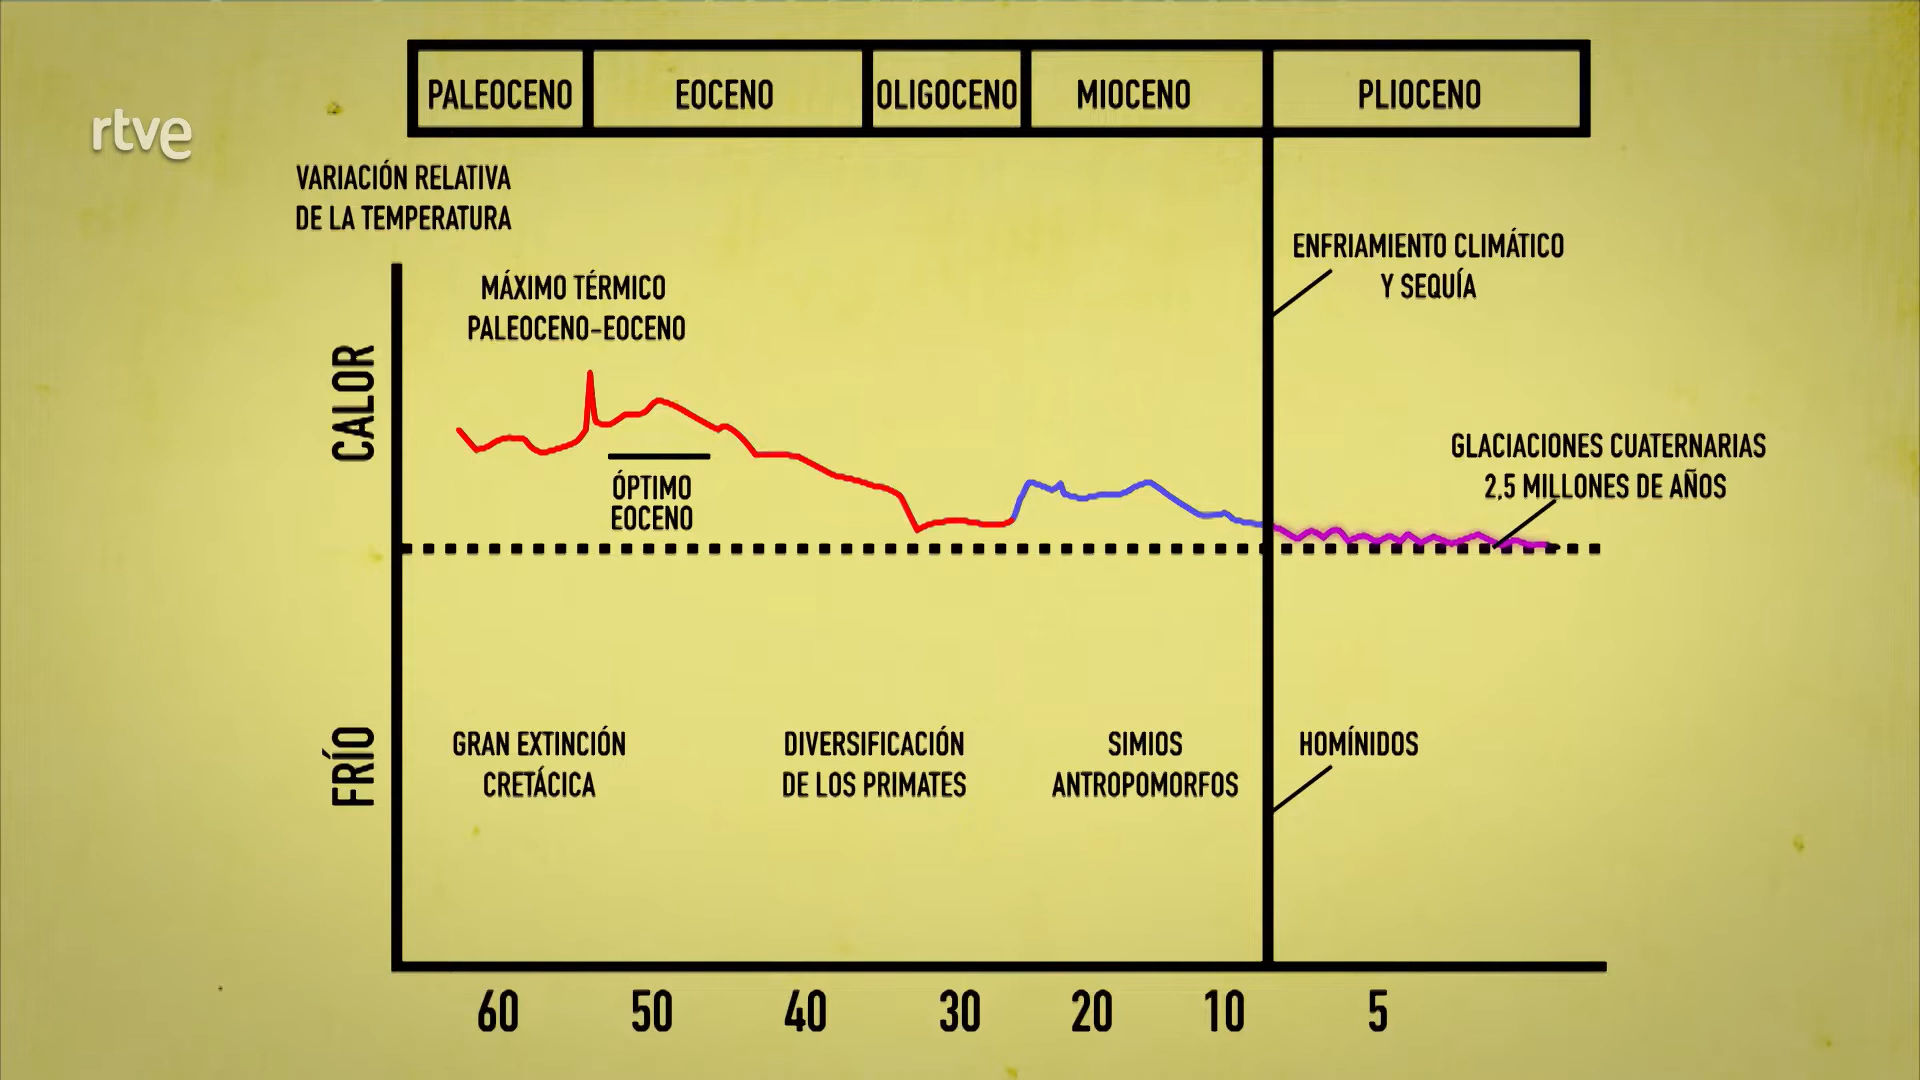 PALEOCENO
EOCENO
OLIGOCENO
MIOCENO
PLIOCENO
rtve
VARIACIÓN RELATIVA
DE LA TEMPERATURA
ENFRIAMIENTO CLIMÁTICO
Y SEQUÍA
MÁXIMO TÉRMICO
PALEOCENO-EOCENO
CALOR
GLACIACIONES CUATERNARIAS
2,5 MILLONES DE AÑOS
ÓPTIMO
EOCENO
FRÍO
GRAN EXTINCIÓN
CRETÁCICA
DIVERSIFICACIÓN
DE LOS PRIMATES
SIMIOS
ANTROPOMORFOS
HOMÍNIDOS
60
50
40
30
20
10
5